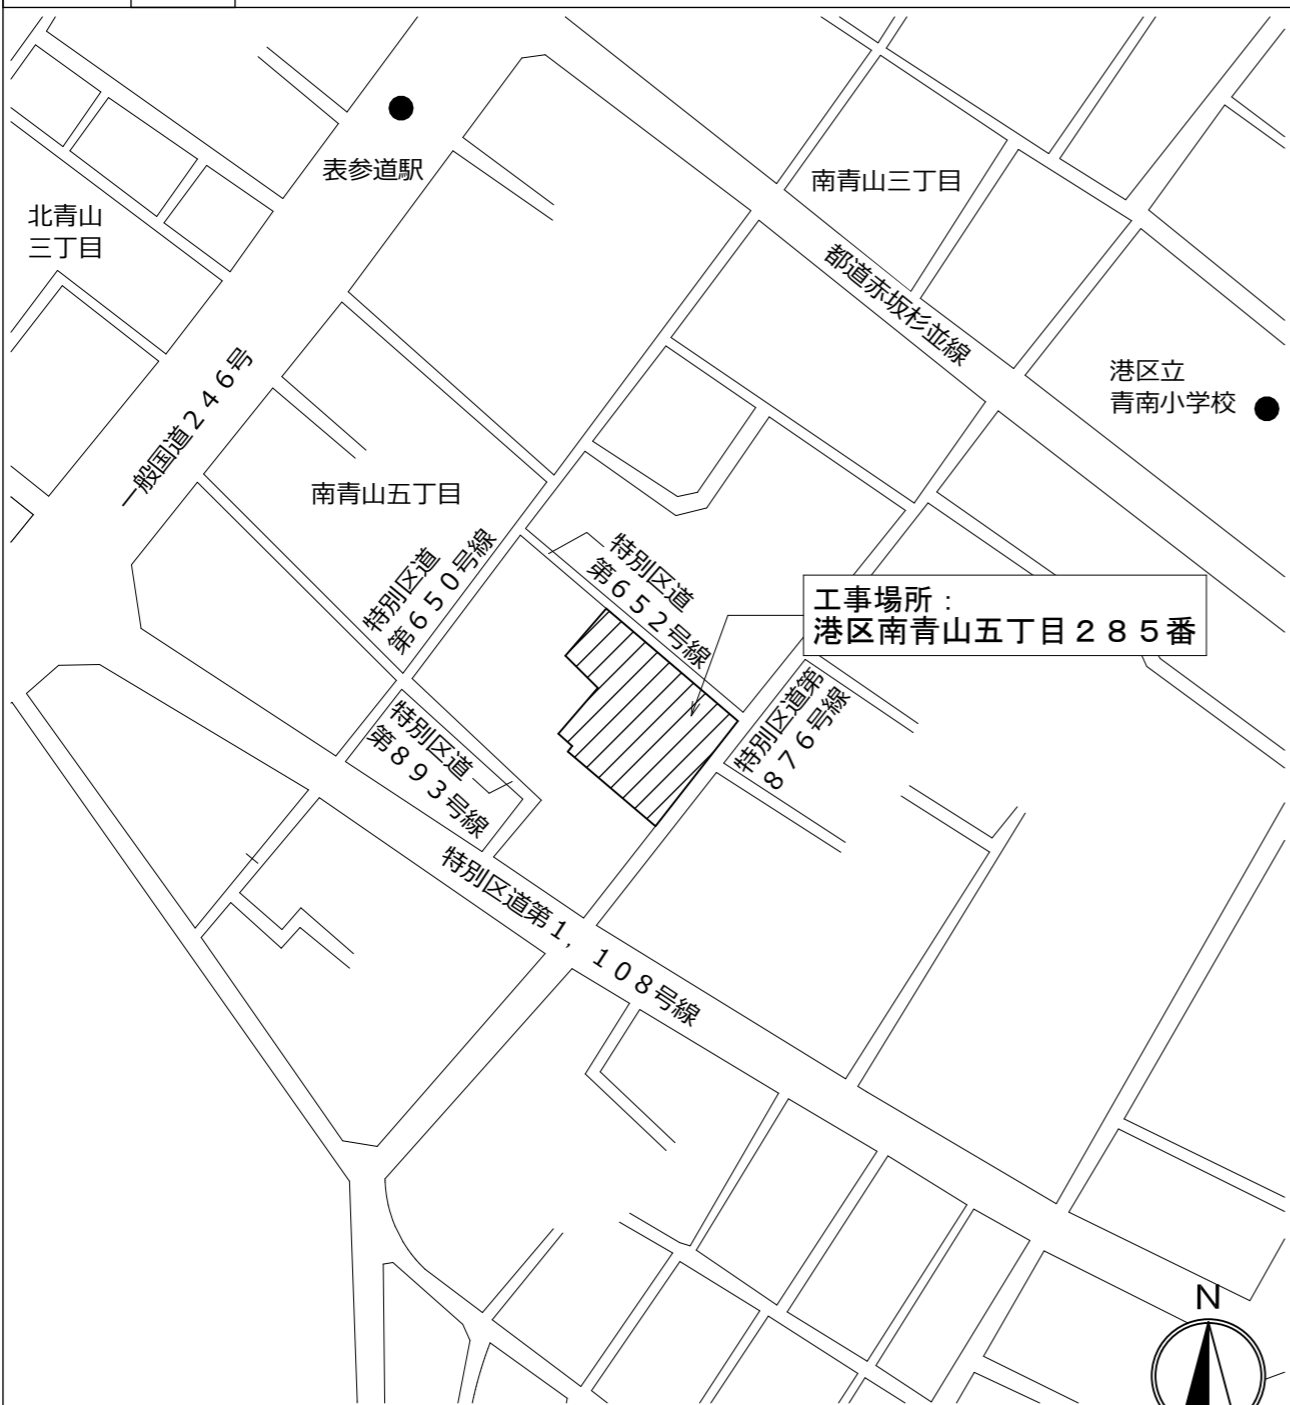 表参道駅
南青山三丁目
北青山
三丁目
都道赤坂杉並線
一般国道２４６号
港区立
青南小学校
南青山五丁目
特別区道
第６５０号線
特別区道
第６５２号線
工事場所：
港区南青山五丁目２８５番
特別区道第
８７６号線
特別区道
第８９３号線
特別区道第１，１０８号線
N